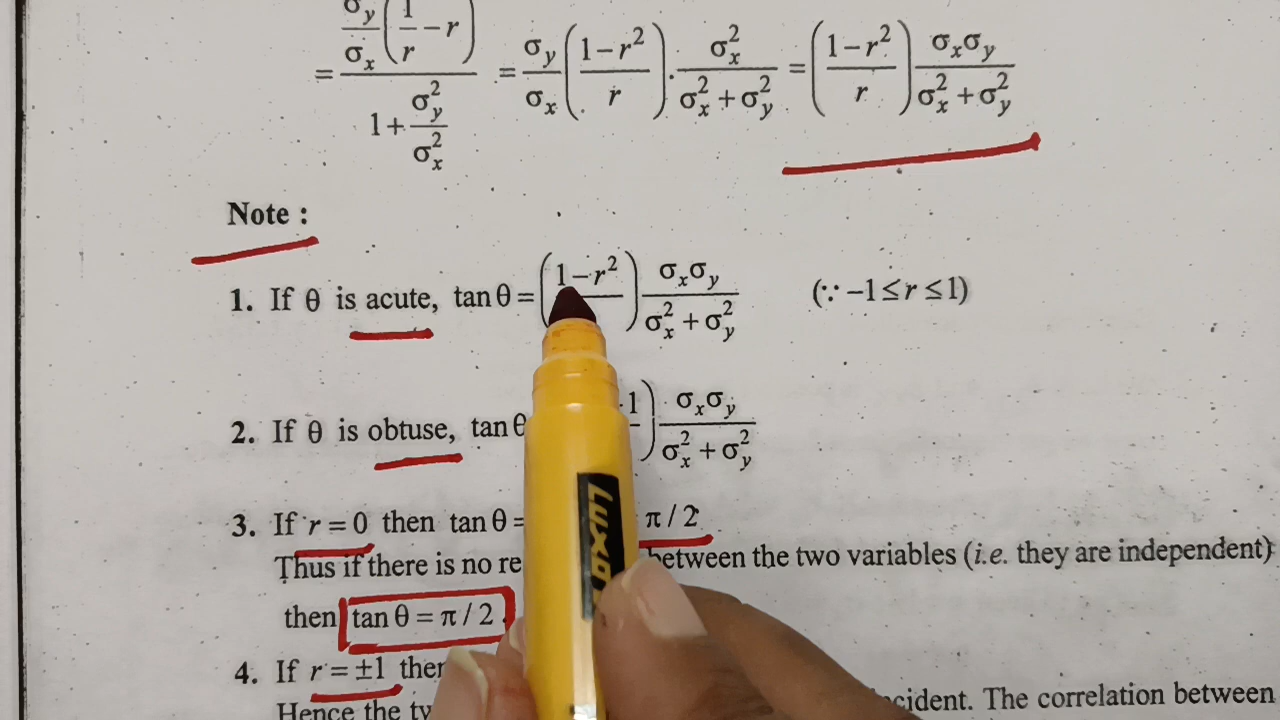 = σy/σx (1/r − r) / (1 + σy²/σx²) = σy/σx ((1−r²)/r) . σx²/(σx² + σy²) = ((1−r²)/r) σxσy/(σx² + σy²)
Note :
1. If θ is acute, tan θ = (1−r² ) σxσy/(σx² + σy²) (∵ −1 ≤ r ≤ 1)
2. If θ is obtuse, tan θ 1) σxσy/(σx² + σy²)
3. If r = 0 then tan θ = π / 2
Thus if there is no between the two variables (i.e. they are independent)
then tan θ = π / 2
4. If r = ±1 then
Hence the The correlation between
LUXO